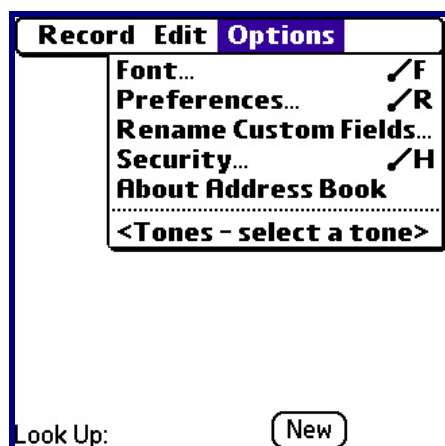 Record Edit Options
Font... ⟋F
Preferences... ⟋R
Rename Custom Fields...
Security... ⟋H
About Address Book
<Tones - select a tone>
Look Up: New